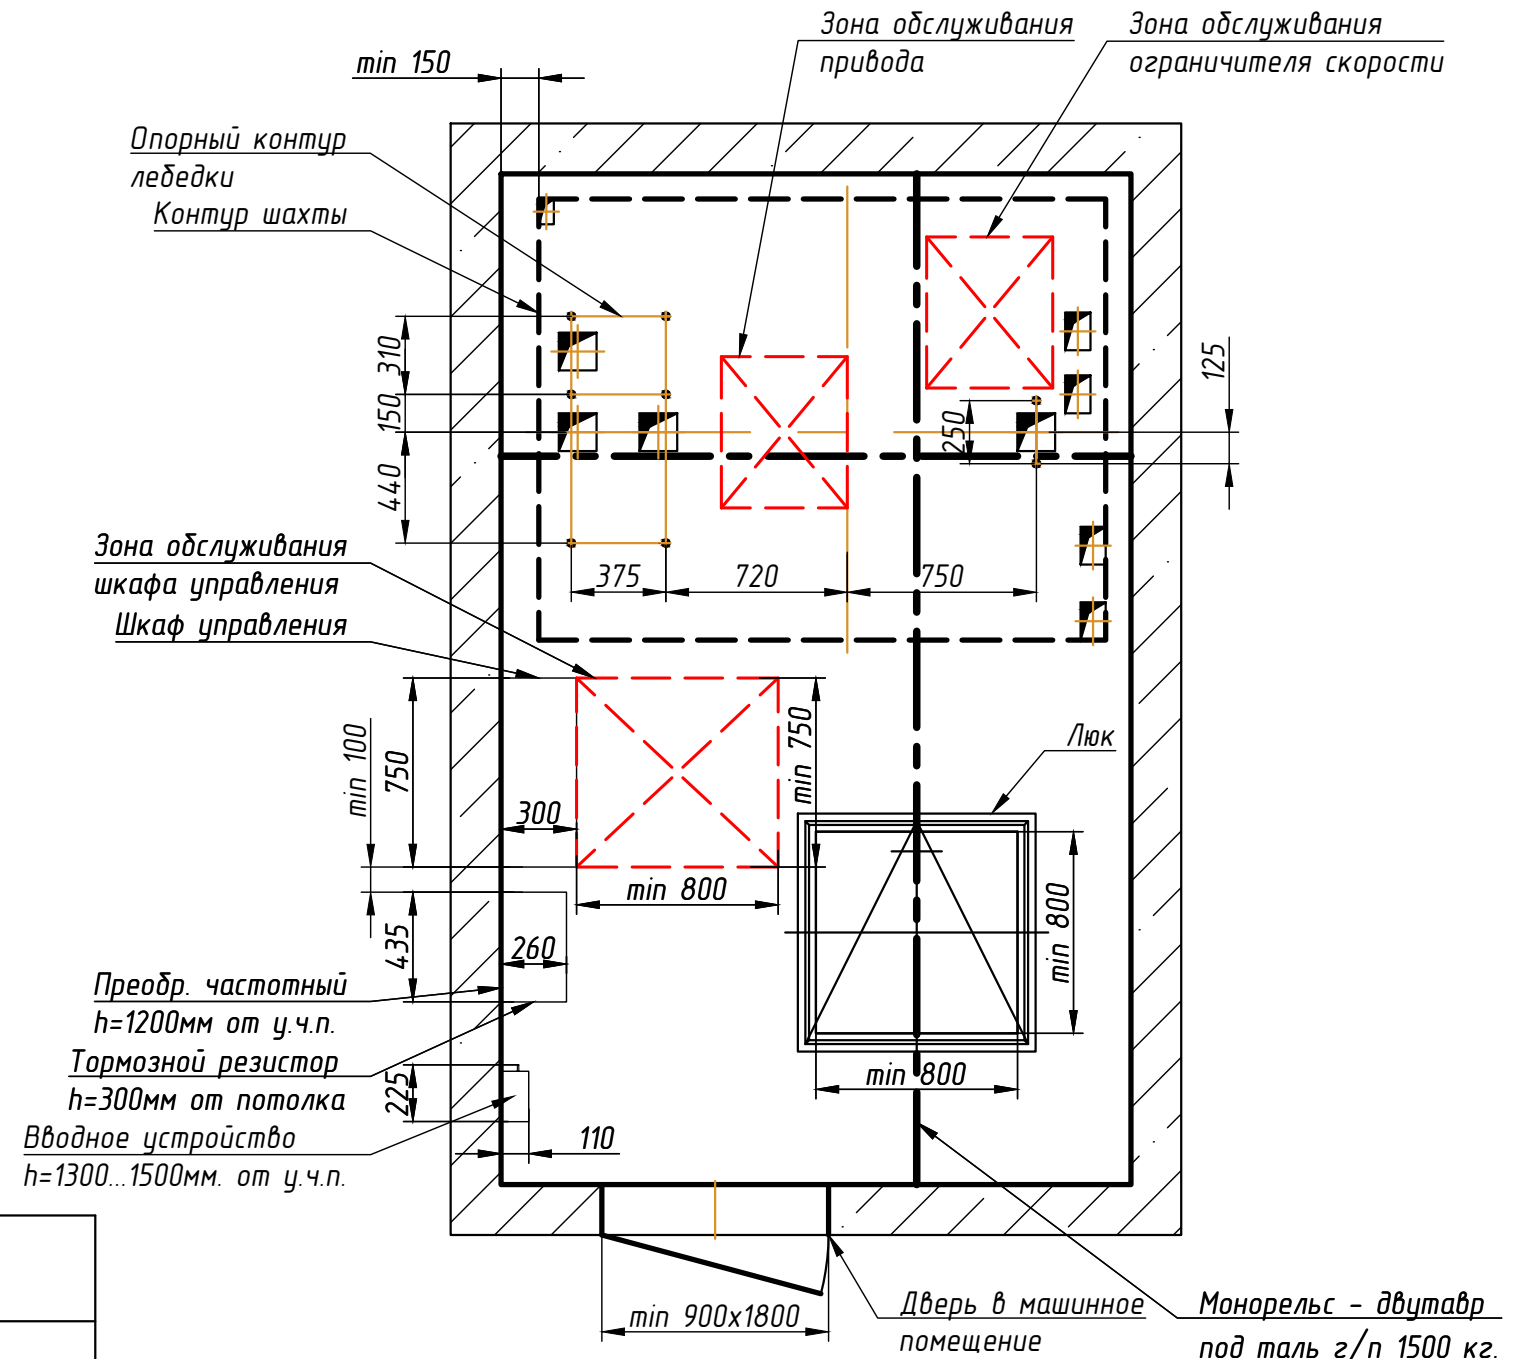 Зона обслуживания
привода
Зона обслуживания
ограничителя скорости
min 150
Опорный контур
лебедки
Контур шахты
310
150
440
250
125
375
720
750
Зона обслуживания
шкафа управления
Шкаф управления
min 100
750
300
min 750
min 800
Люк
min 800
min 800
435
260
Преобр. частотный
h=1200мм от у.ч.п.
Тормозной резистор
h=300мм от потолка
225
Вводное устройство
h=1300...1500мм. от у.ч.п.
110
min 900x1800
Дверь в машинное
помещение
Монорельс - двутавр
под таль г/п 1500 кг.